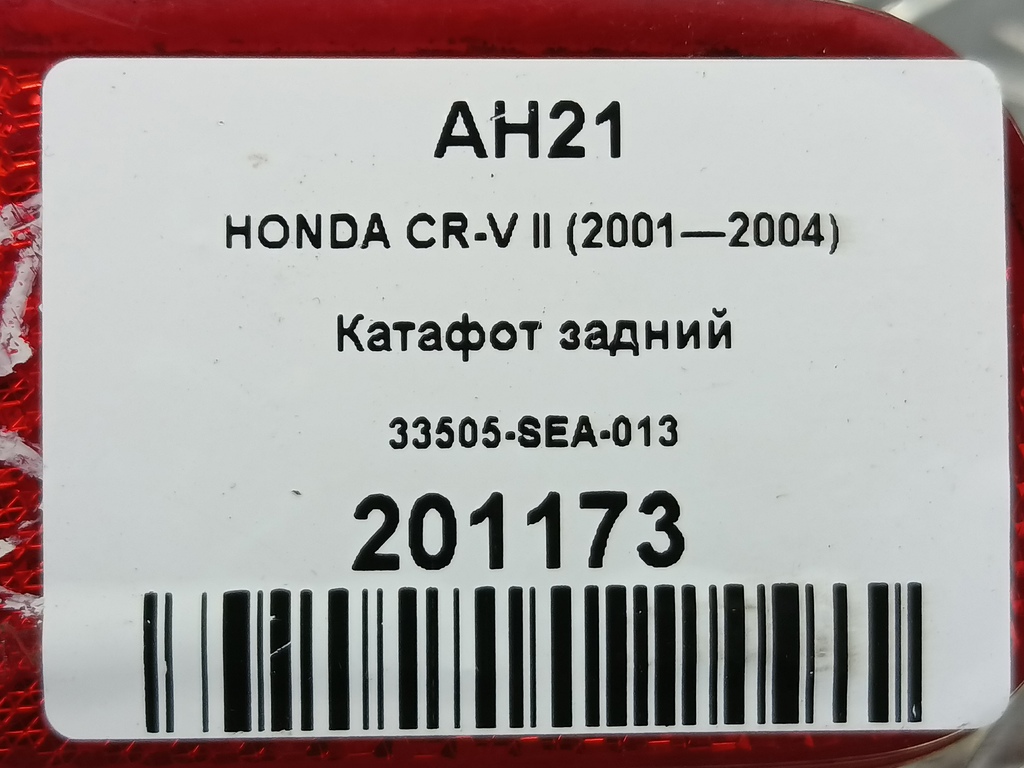 AH21
HONDA CR-V II (2001—2004)
Катафот задний
33505-SEA-013
201173